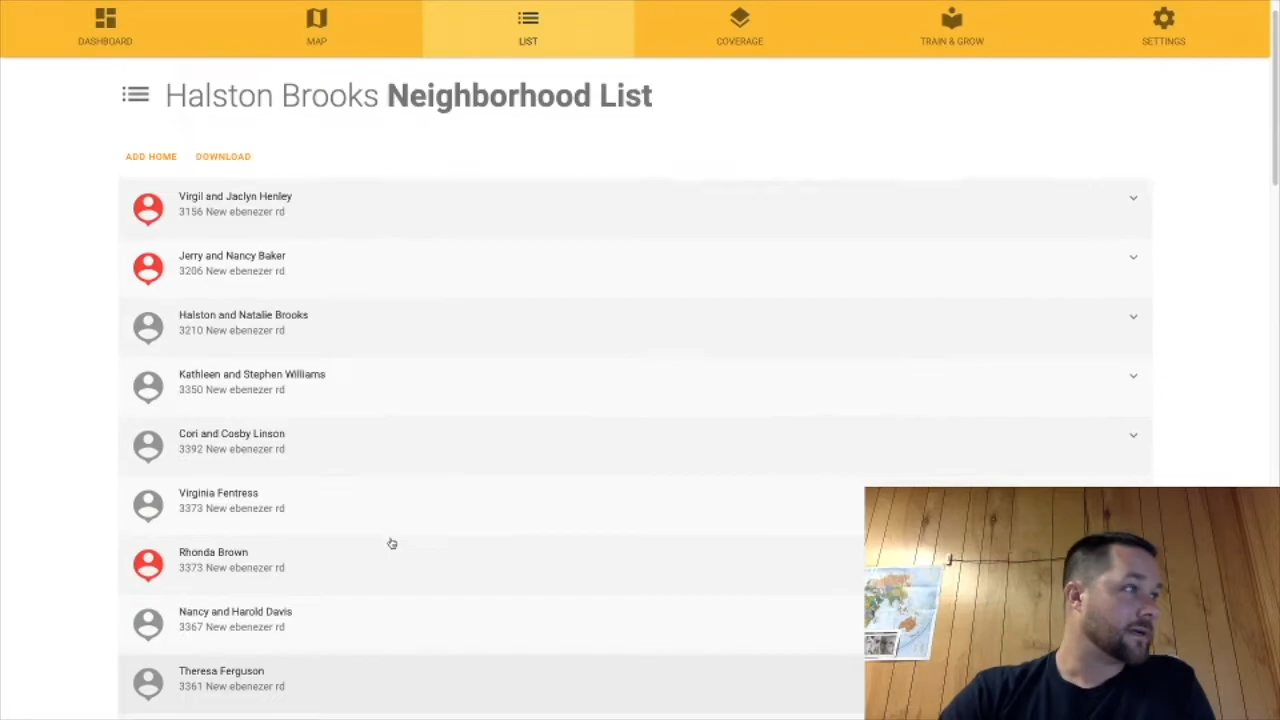 DASHBOARD
MAP
LIST
COVERAGE
TRAIN & GROW
SETTINGS
Halston Brooks Neighborhood List
ADD HOME
DOWNLOAD
Virgil and Jaclyn Henley
3156 New ebenezer rd
Jerry and Nancy Baker
3206 New ebenezer rd
Halston and Natalie Brooks
3210 New ebenezer rd
Kathleen and Stephen Williams
3350 New ebenezer rd
Cori and Cosby Linson
3392 New ebenezer rd
Virginia Fentress
3373 New ebenezer rd
Rhonda Brown
3373 New ebenezer rd
Nancy and Harold Davis
3367 New ebenezer rd
Theresa Ferguson
3361 New ebenezer rd